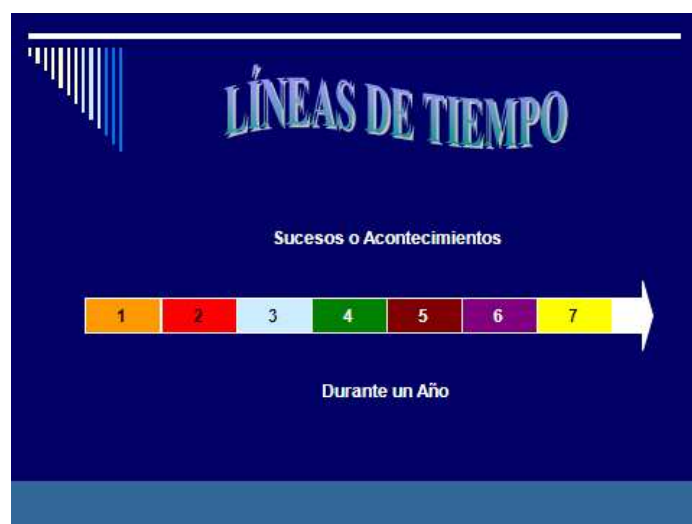 LÍNEAS DE TIEMPO
Sucesos o Acontecimientos
1 2 3 4 5 6 7
Durante un Año